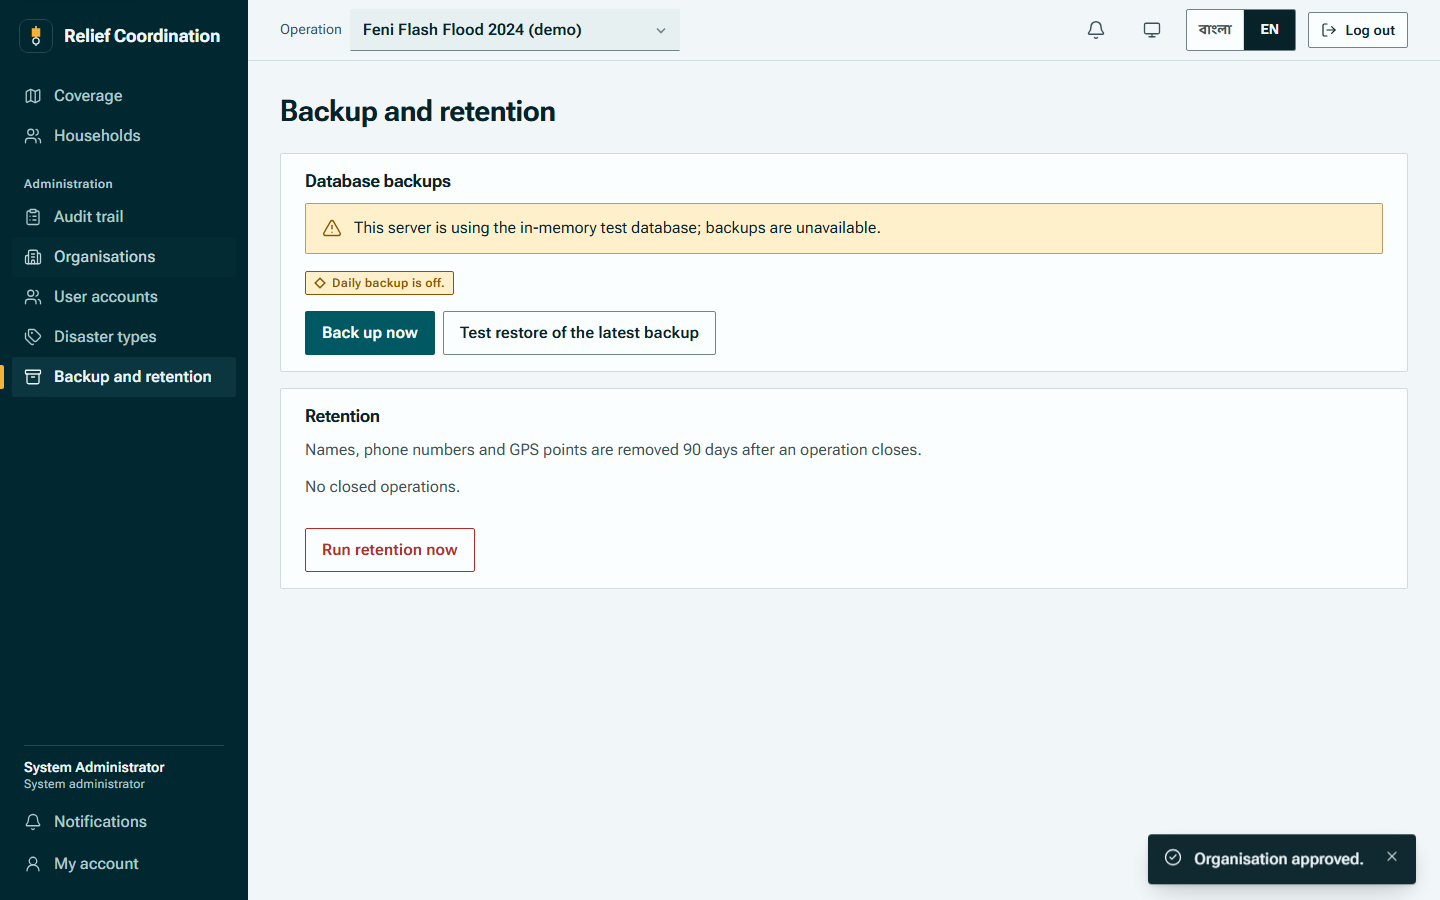 Relief Coordination
Coverage
Households
Administration
Audit trail
Organisations
User accounts
Disaster types
Backup and retention
System Administrator
System administrator
Notifications
My account
Operation
Feni Flash Flood 2024 (demo)
বাংলা
EN
Log out
Backup and retention
Database backups
This server is using the in-memory test database; backups are unavailable.
Daily backup is off.
Back up now
Test restore of the latest backup
Retention
Names, phone numbers and GPS points are removed 90 days after an operation closes.
No closed operations.
Run retention now
Organisation approved.